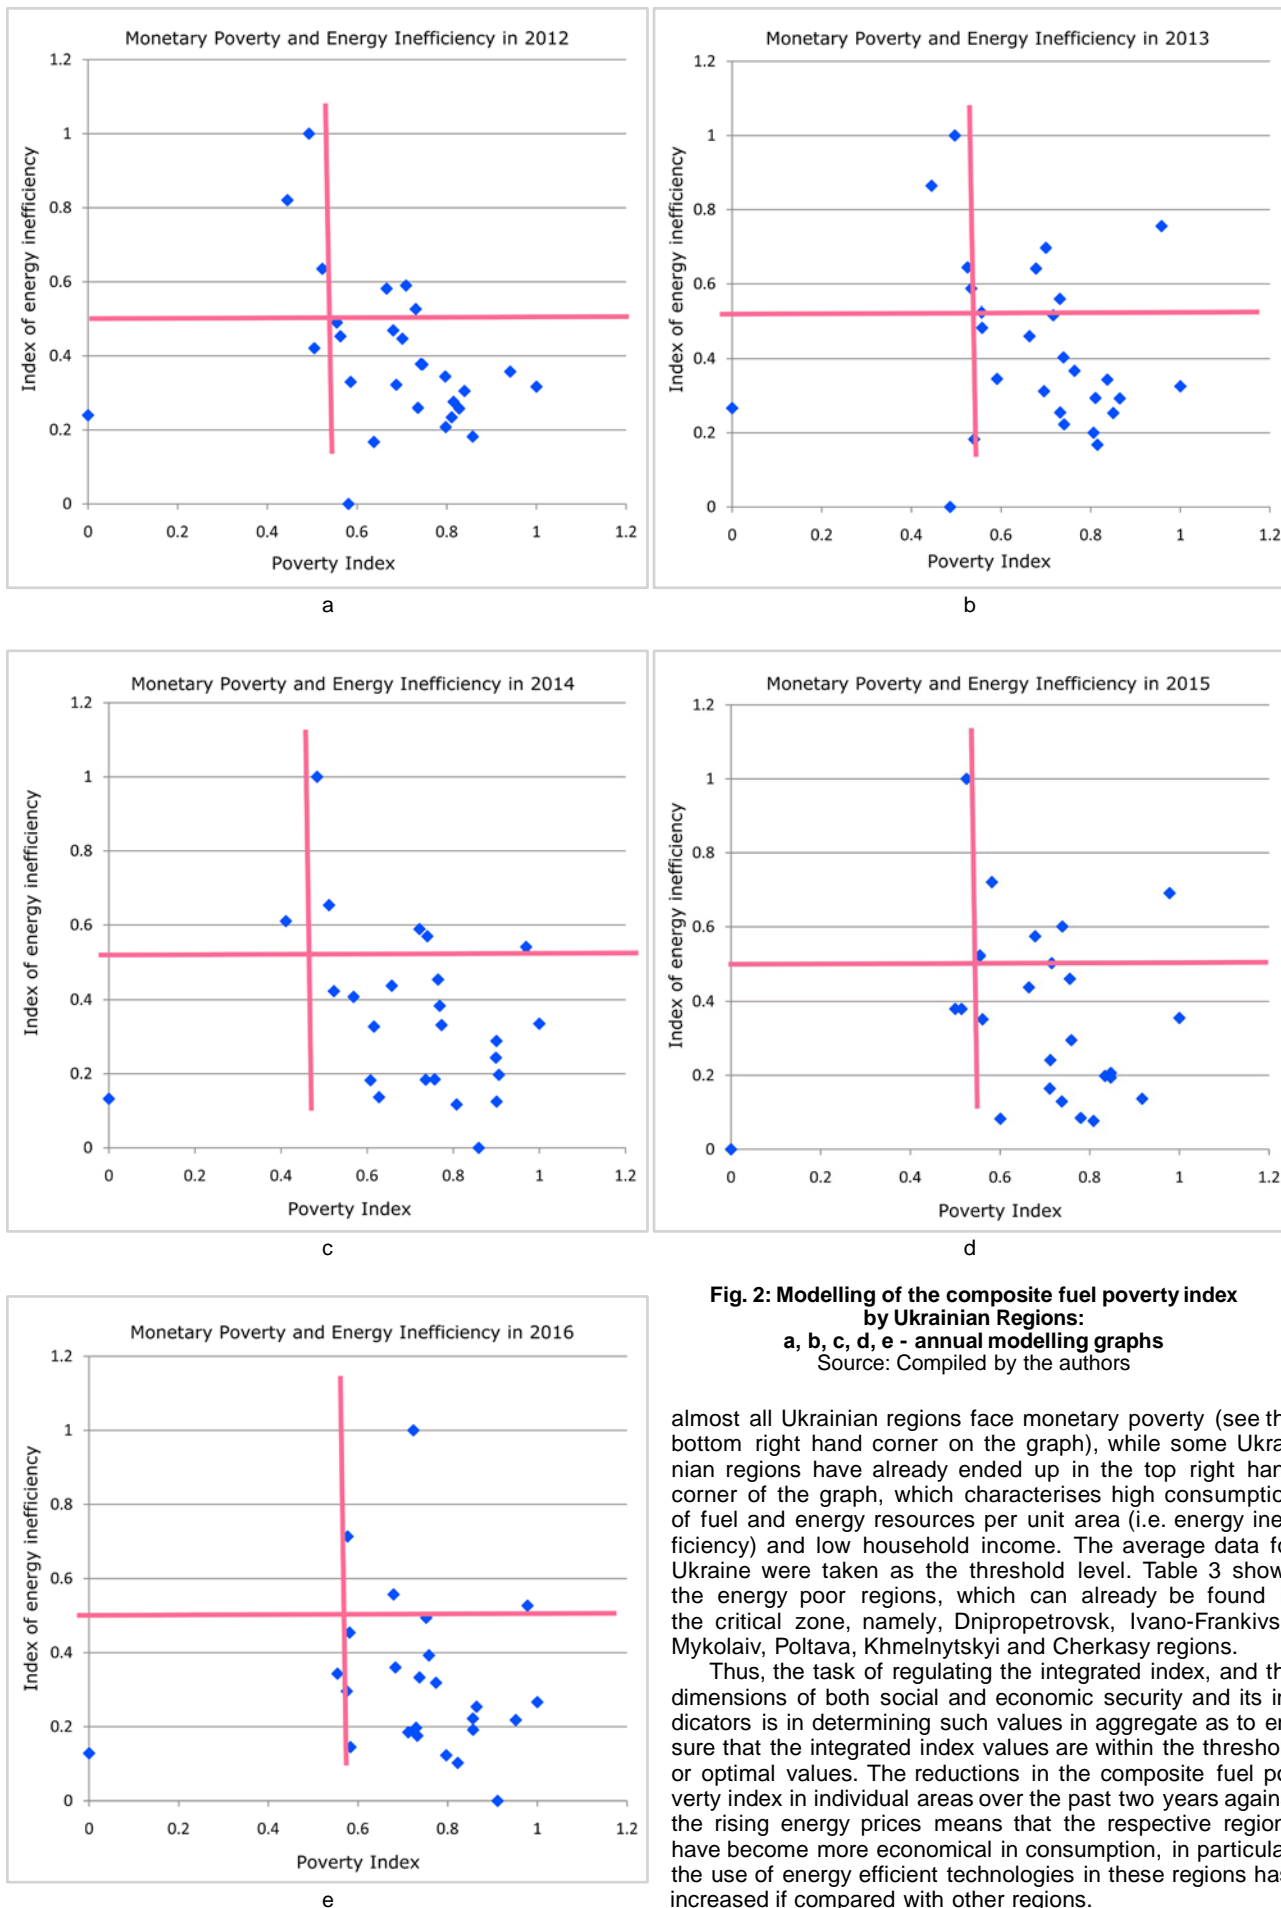 Monetary Poverty and Energy Inefficiency in 2012
1.2
1
0.8
0.6
0.4
0.2
0
Index of energy inefficiency
0 0.2 0.4 0.6 0.8 1 1.2
Poverty Index
a
Monetary Poverty and Energy Inefficiency in 2013
1.2
1
0.8
0.6
0.4
0.2
0
Index of energy inefficiency
0 0.2 0.4 0.6 0.8 1 1.2
Poverty Index
b
Monetary Poverty and Energy Inefficiency in 2014
1.2
1
0.8
0.6
0.4
0.2
0
Index of energy inefficiency
0 0.2 0.4 0.6 0.8 1 1.2
Poverty Index
c
Monetary Poverty and Energy Inefficiency in 2015
1.2
1
0.8
0.6
0.4
0.2
0
Index of energy inefficiency
0 0.2 0.4 0.6 0.8 1 1.2
Poverty Index
d
Monetary Poverty and Energy Inefficiency in 2016
1.2
1
0.8
0.6
0.4
0.2
0
Index of energy inefficiency
0 0.2 0.4 0.6 0.8 1 1.2
Poverty Index
e
Fig. 2: Modelling of the composite fuel poverty index
by Ukrainian Regions:
a, b, c, d, e - annual modelling graphs
Source: Compiled by the authors
almost all Ukrainian regions face monetary poverty (see th
bottom right hand corner on the graph), while some Ukra
nian regions have already ended up in the top right han
corner of the graph, which characterises high consumptio
of fuel and energy resources per unit area (i.e. energy ine
ficiency) and low household income. The average data fo
Ukraine were taken as the threshold level. Table 3 show
the energy poor regions, which can already be found
the critical zone, namely, Dnipropetrovsk, Ivano-Frankivs
Mykolaiv, Poltava, Khmelnytskyi and Cherkasy regions.
Thus, the task of regulating the integrated index, and th
dimensions of both social and economic security and its in
dicators is in determining such values in aggregate as to en
sure that the integrated index values are within the threshol
or optimal values. The reductions in the composite fuel po
verty index in individual areas over the past two years again
the rising energy prices means that the respective region
have become more economical in consumption, in particula
the use of energy efficient technologies in these regions has
increased if compared with other regions.